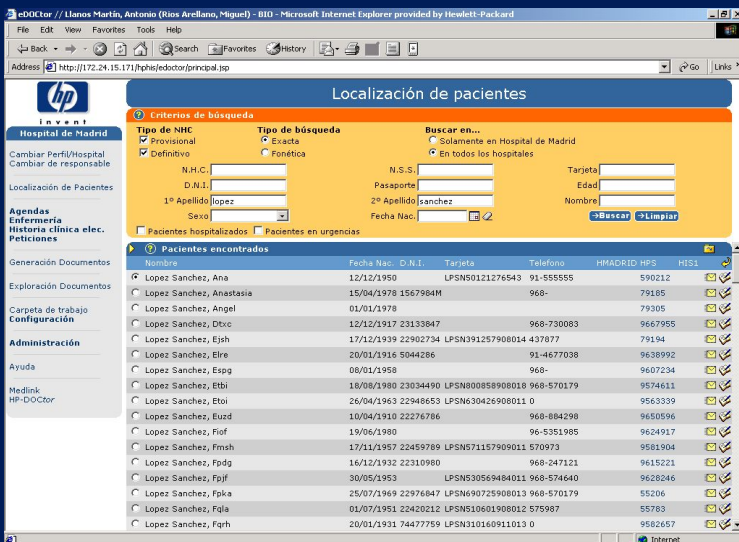 eDOCtor // Llanos Martín, Antonio (Rios Arellano, Miguel) - BIO - Microsoft Internet Explorer provided by Hewlett-Packard
File Edit View Favorites Tools Help
Back Search Favorites History
Address http://172.24.15.171/hphis/edoctor/principal.jsp Go Links
hp
invent
Hospital de Madrid
Cambiar Perfil/Hospital
Cambiar de responsable
Localización de Pacientes
Agendas
Enfermería
Historia clínica elec.
Peticiones
Generación Documentos
Exploración Documentos
Carpeta de trabajo
Configuración
Administración
Ayuda
Medlink
HP-DOCtor
Localización de pacientes
Criterios de búsqueda
Tipo de NHC Tipo de búsqueda Buscar en...
Provisional Exacta Solamente en Hospital de Madrid
Definitivo Fonética En todos los hospitales
N.H.C. N.S.S. Tarjeta
D.N.I. Pasaporte Edad
1º Apellido lopez 2º Apellido sanchez Nombre
Sexo Fecha Nac. Buscar Limpiar
Pacientes hospitalizados Pacientes en urgencias
Pacientes encontrados
Nombre Fecha Nac. D.N.I. Tarjeta Telefono HMADRID HPS HIS1
Lopez Sanchez, Ana 12/12/1950 LPSN50121276543 91-555555 590212
Lopez Sanchez, Anastasia 15/04/1978 1567984M 968- 79185
Lopez Sanchez, Angel 01/01/1978 79305
Lopez Sanchez, Dtxc 12/12/1917 23133847 968-730083 9667955
Lopez Sanchez, Ejsh 17/12/1939 22902734 LPSN391257908014 437877 79194
Lopez Sanchez, Elre 20/01/1916 5044286 91-4677038 9638992
Lopez Sanchez, Espg 08/01/1958 968- 9607234
Lopez Sanchez, Etbi 18/08/1980 23034490 LPSN800858908018 968-570179 9574611
Lopez Sanchez, Etoi 26/04/1963 22948653 LPSN630426908011 0 9563339
Lopez Sanchez, Euzd 10/04/1910 22276786 968-884298 9650596
Lopez Sanchez, Fiof 19/06/1980 96-5351985 9624917
Lopez Sanchez, Fmsh 17/11/1957 22459789 LPSN571157909011 570973 9581904
Lopez Sanchez, Fpdg 16/12/1932 22310980 968-247121 9615221
Lopez Sanchez, Fpjf 30/05/1953 LPSN530569484011 968-574640 9628246
Lopez Sanchez, Fpka 25/07/1969 22976847 LPSN690725908013 968-570179 55206
Lopez Sanchez, Fqla 01/07/1951 22420212 LPSN510601908012 575987 55783
Lopez Sanchez, Fqrh 20/01/1931 74477759 LPSN310160911013 0 9582657
Internet